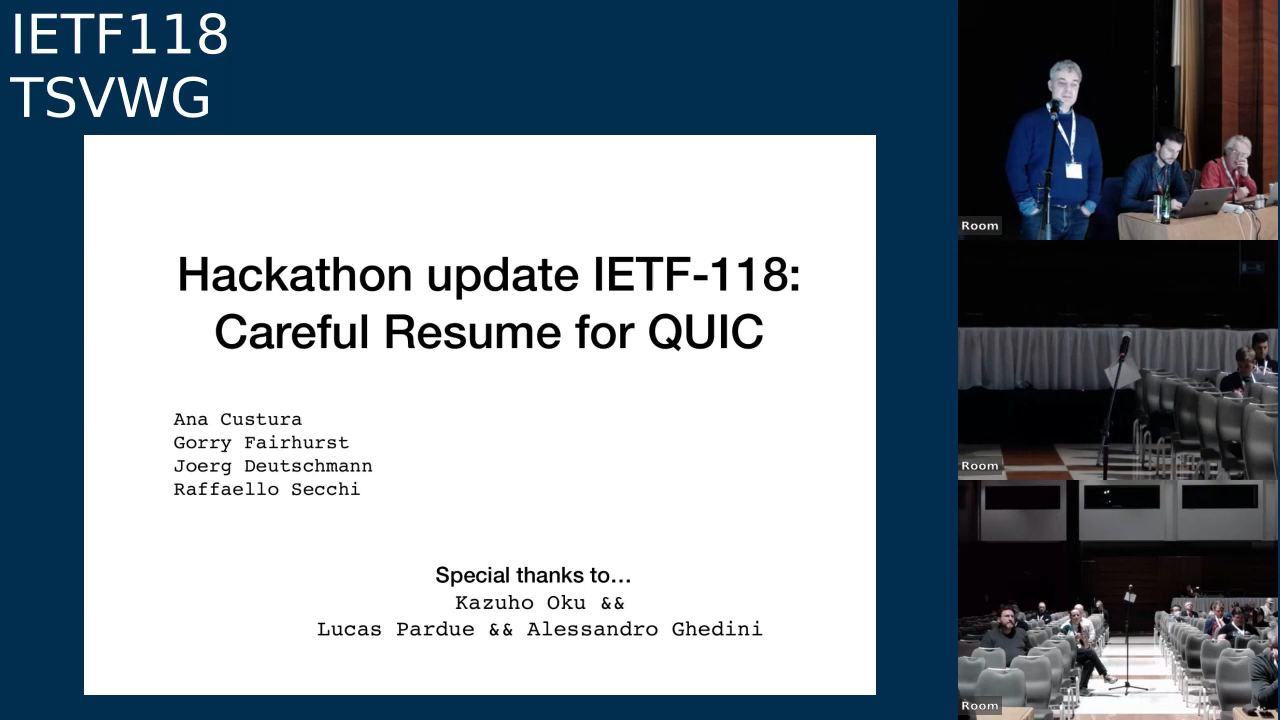 IETF118
TSVWG
Hackathon update IETF-118:
Careful Resume for QUIC
Ana Custura
Gorry Fairhurst
Joerg Deutschmann
Raffaello Secchi
Special thanks to…
Kazuho Oku &&
Lucas Pardue && Alessandro Ghedini
Room
Room
Room